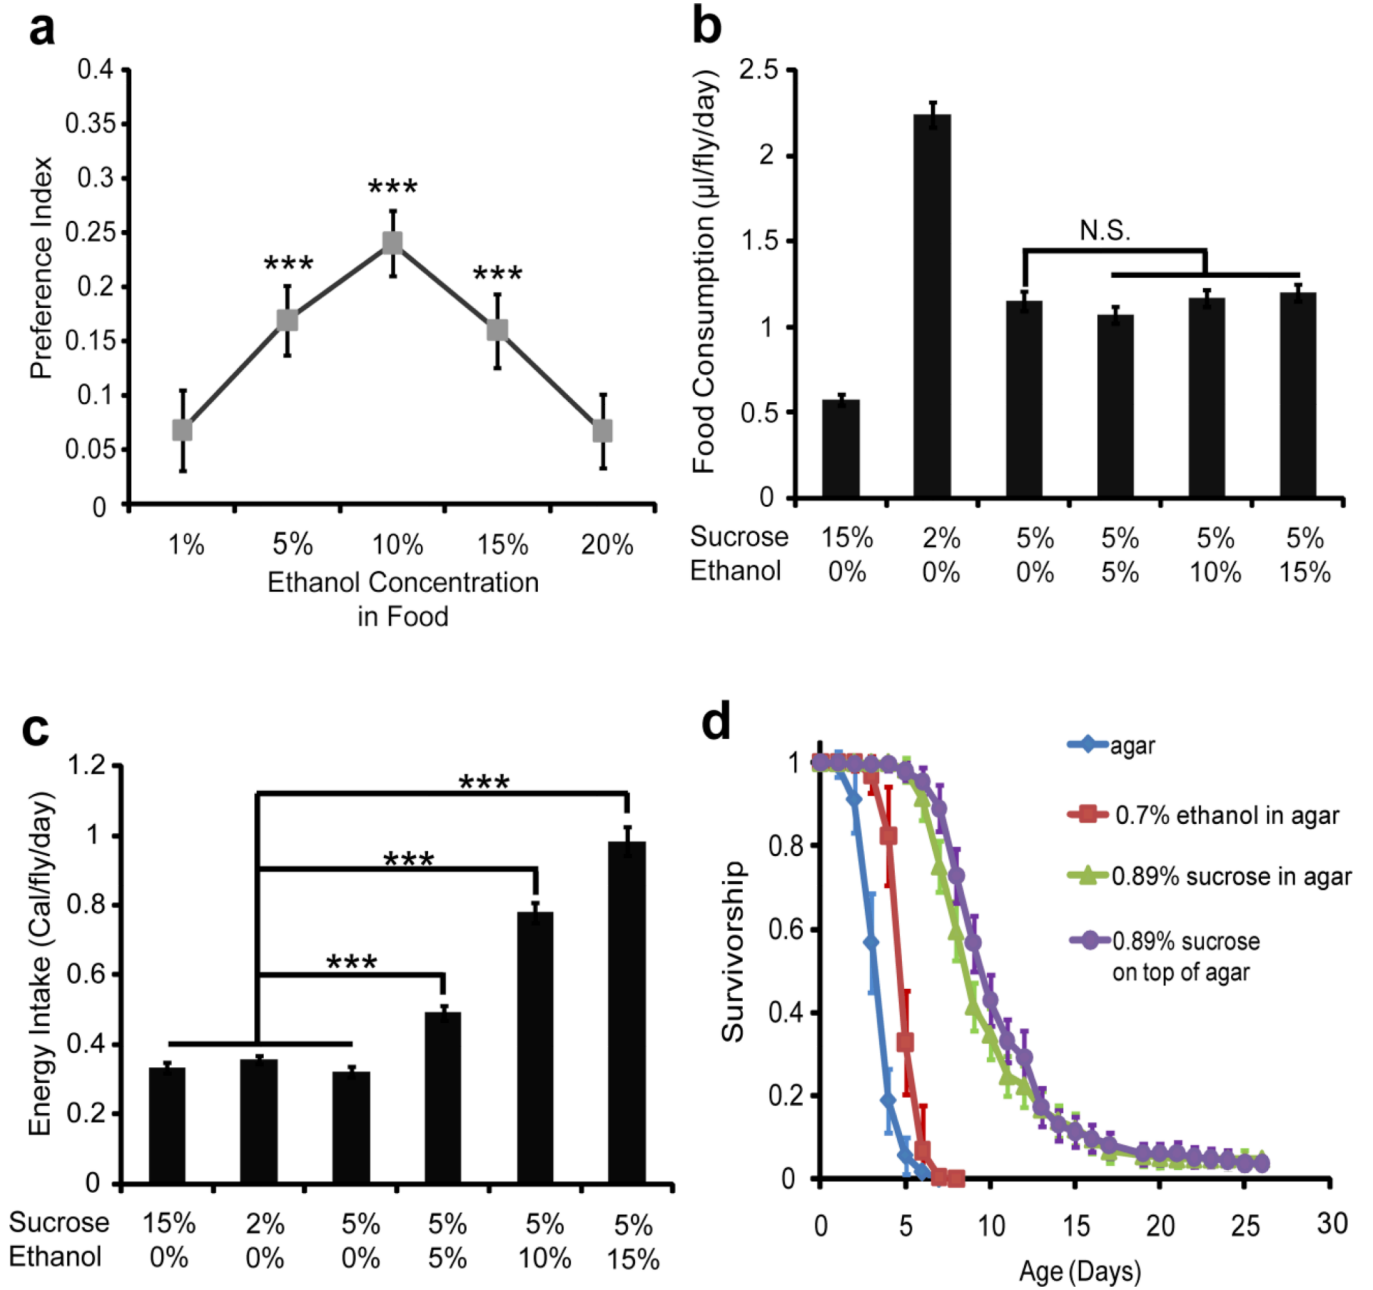 a
0.4
0.35
0.3
0.25
0.2
0.15
0.1
0.05
0
Preference Index
***
***
***
1% 5% 10% 15% 20%
Ethanol Concentration
in Food
b
2.5
2
1.5
1
0.5
0
Food Consumption (µl/fly/day)
N.S.
Sucrose 15% 2% 5% 5% 5% 5%
Ethanol 0% 0% 0% 5% 10% 15%
c
1.2
1
0.8
0.6
0.4
0.2
0
Energy Intake (Cal/fly/day)
***
***
***
Sucrose 15% 2% 5% 5% 5% 5%
Ethanol 0% 0% 0% 5% 10% 15%
d
1
0.8
0.6
0.4
0.2
0
Survivorship
agar
0.7% ethanol in agar
0.89% sucrose in agar
0.89% sucrose
on top of agar
0 5 10 15 20 25 30
Age (Days)